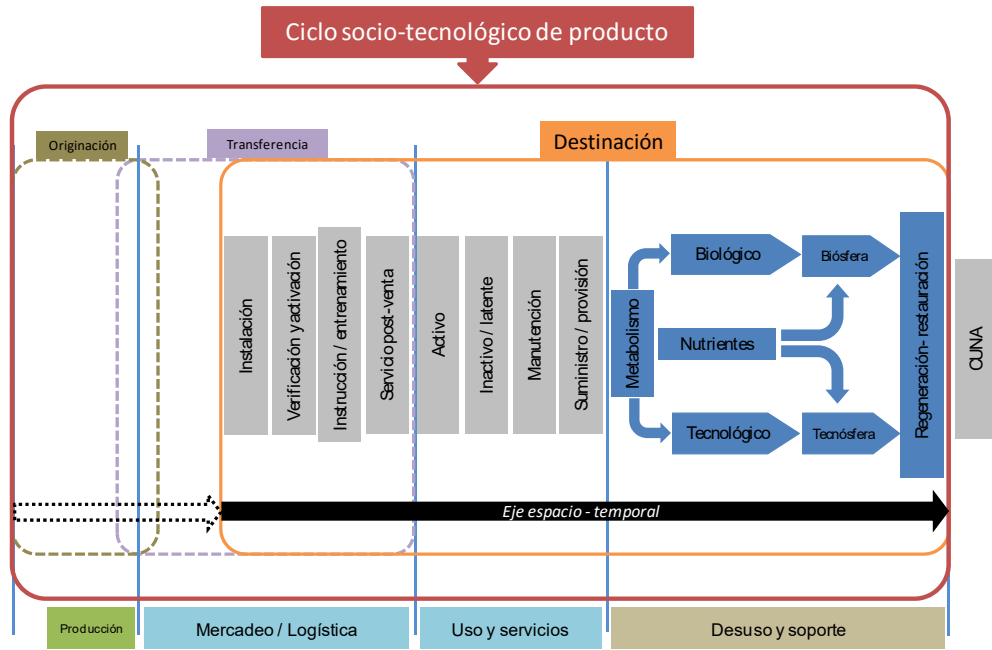 Ciclo socio-tecnológico de producto
Originación
Transferencia
Destinación
Instalación
Verificación y activación
Instrucción / entrenamiento
Servicio post-venta
Activo
Inactivo / latente
Manutención
Suministro / provisión
Metabolismo
Biológico
Biósfera
Nutrientes
Tecnológico
Tecnósfera
Regeneración- restauración
CUNA
Eje espacio - temporal
Producción
Mercadeo / Logística
Uso y servicios
Desuso y soporte